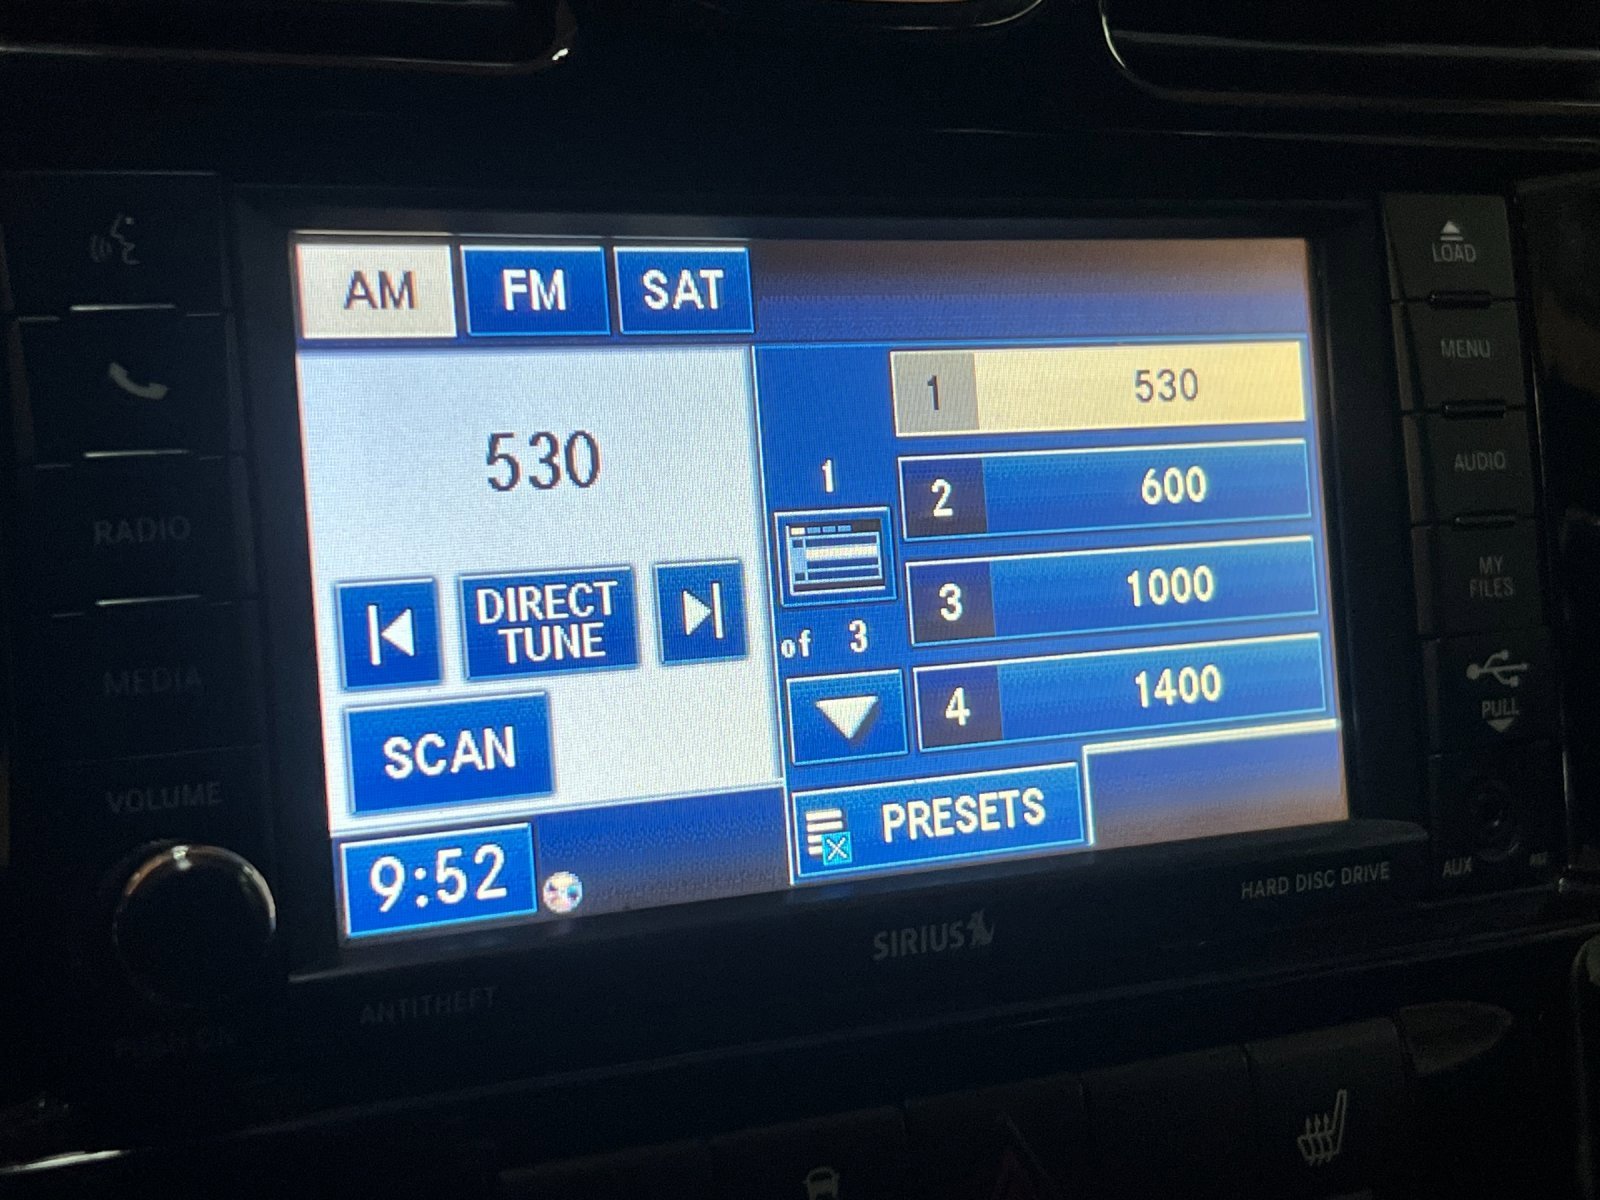 AM FM SAT
530
DIRECT
TUNE
SCAN
9:52
1
of 3
1 530
2 600
3 1000
4 1400
PRESETS
RADIO
MEDIA
VOLUME
ANTITHEFT
SIRIUS
HARD DISC DRIVE
LOAD
MENU
AUDIO
MY
FILES
PULL
AUX